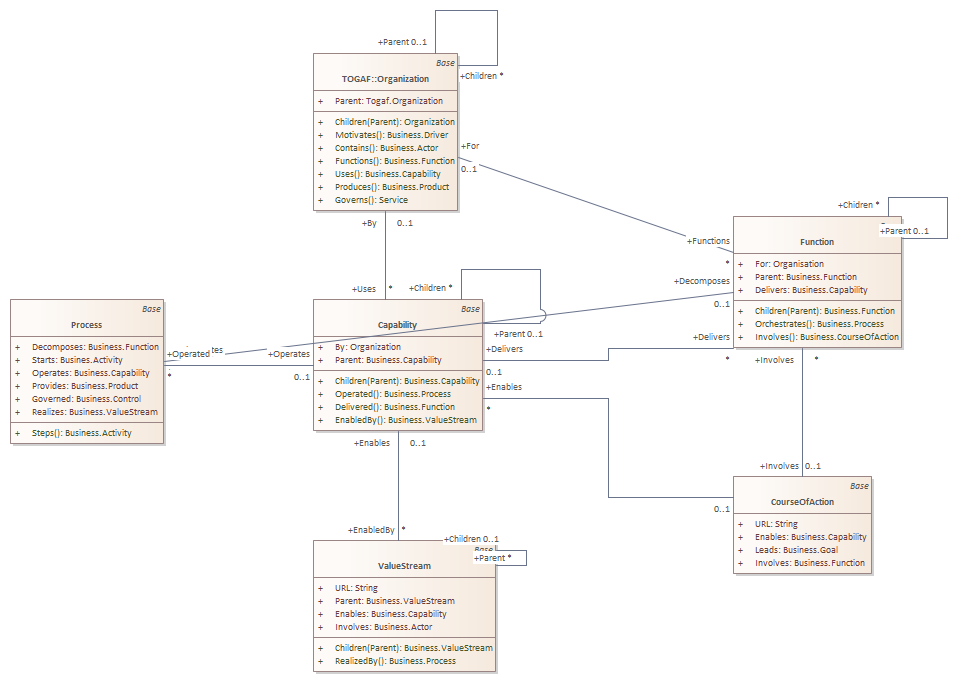 +Parent 0..1
Base
+Children *
TOGAF::Organization
+ Parent: Togaf.Organization
+ Children(Parent): Organization
+ Motivates(): Business.Driver
+ Contains(): Business.Actor
+ Functions(): Business.Function
+ Uses(): Business.Capability
+ Produces(): Business.Product
+ Governs(): Service
+For
0..1
+By 0..1
+Uses *
+Functions
*
+Chidren *
+Parent 0..1
Function
+ For: Organisation
+ Parent: Business.Function
+ Delivers: Business.Capability
+ Children(Parent): Business.Function
+ Orchestrates(): Business.Process
+ Involves(): Business.CourseOfAction
+Decomposes
0..1
+Delivers
*
+Involves *
+Children *
+Parent 0..1
Base
Process
+ Decomposes: Business.Function
+ Starts: Busines.Activity
+ Operates: Business.Capability
+ Provides: Business.Product
+ Governed: Business.Control
+ Realizes: Business.ValueStream
+ Steps(): Business.Activity
+Operated
tes
*
+Operates
0..1
Base
Capability
+ By: Organization
+ Parent: Business.Capability
+ Children(Parent): Business.Capability
+ Operated(): Business.Process
+ Delivered(): Business.Function
+ EnabledBy(): Business.ValueStream
+Delivers
0..1
+Enables
*
+Enables 0..1
+EnabledBy *
+Involves 0..1
0..1
Base
CourseOfAction
+ URL: String
+ Enables: Business.Capability
+ Leads: Business.Goal
+ Involves: Business.Function
+Children 0..1
Base
+Parent *
ValueStream
+ URL: String
+ Parent: Business.ValueStream
+ Enables: Business.Capability
+ Involves: Business.Actor
+ Children(Parent): Business.ValueStream
+ RealizedBy(): Business.Process